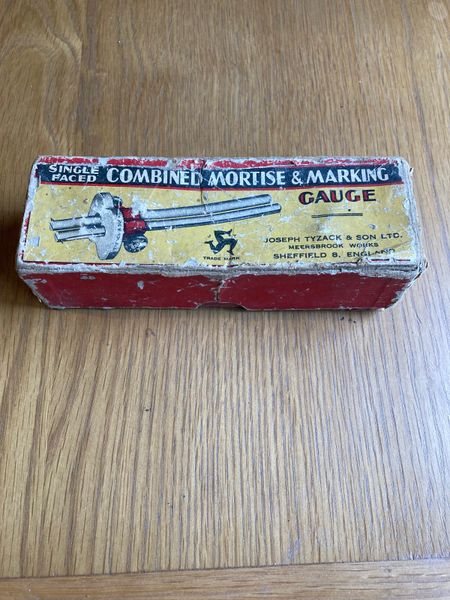 SINGLE
FACED
COMBINED MORTISE & MARKING
GAUGE
JOSEPH TYZACK & SON LTD.
MEERSBROOK WORKS
SHEFFIELD 8, ENGLAND
TRADE MARK